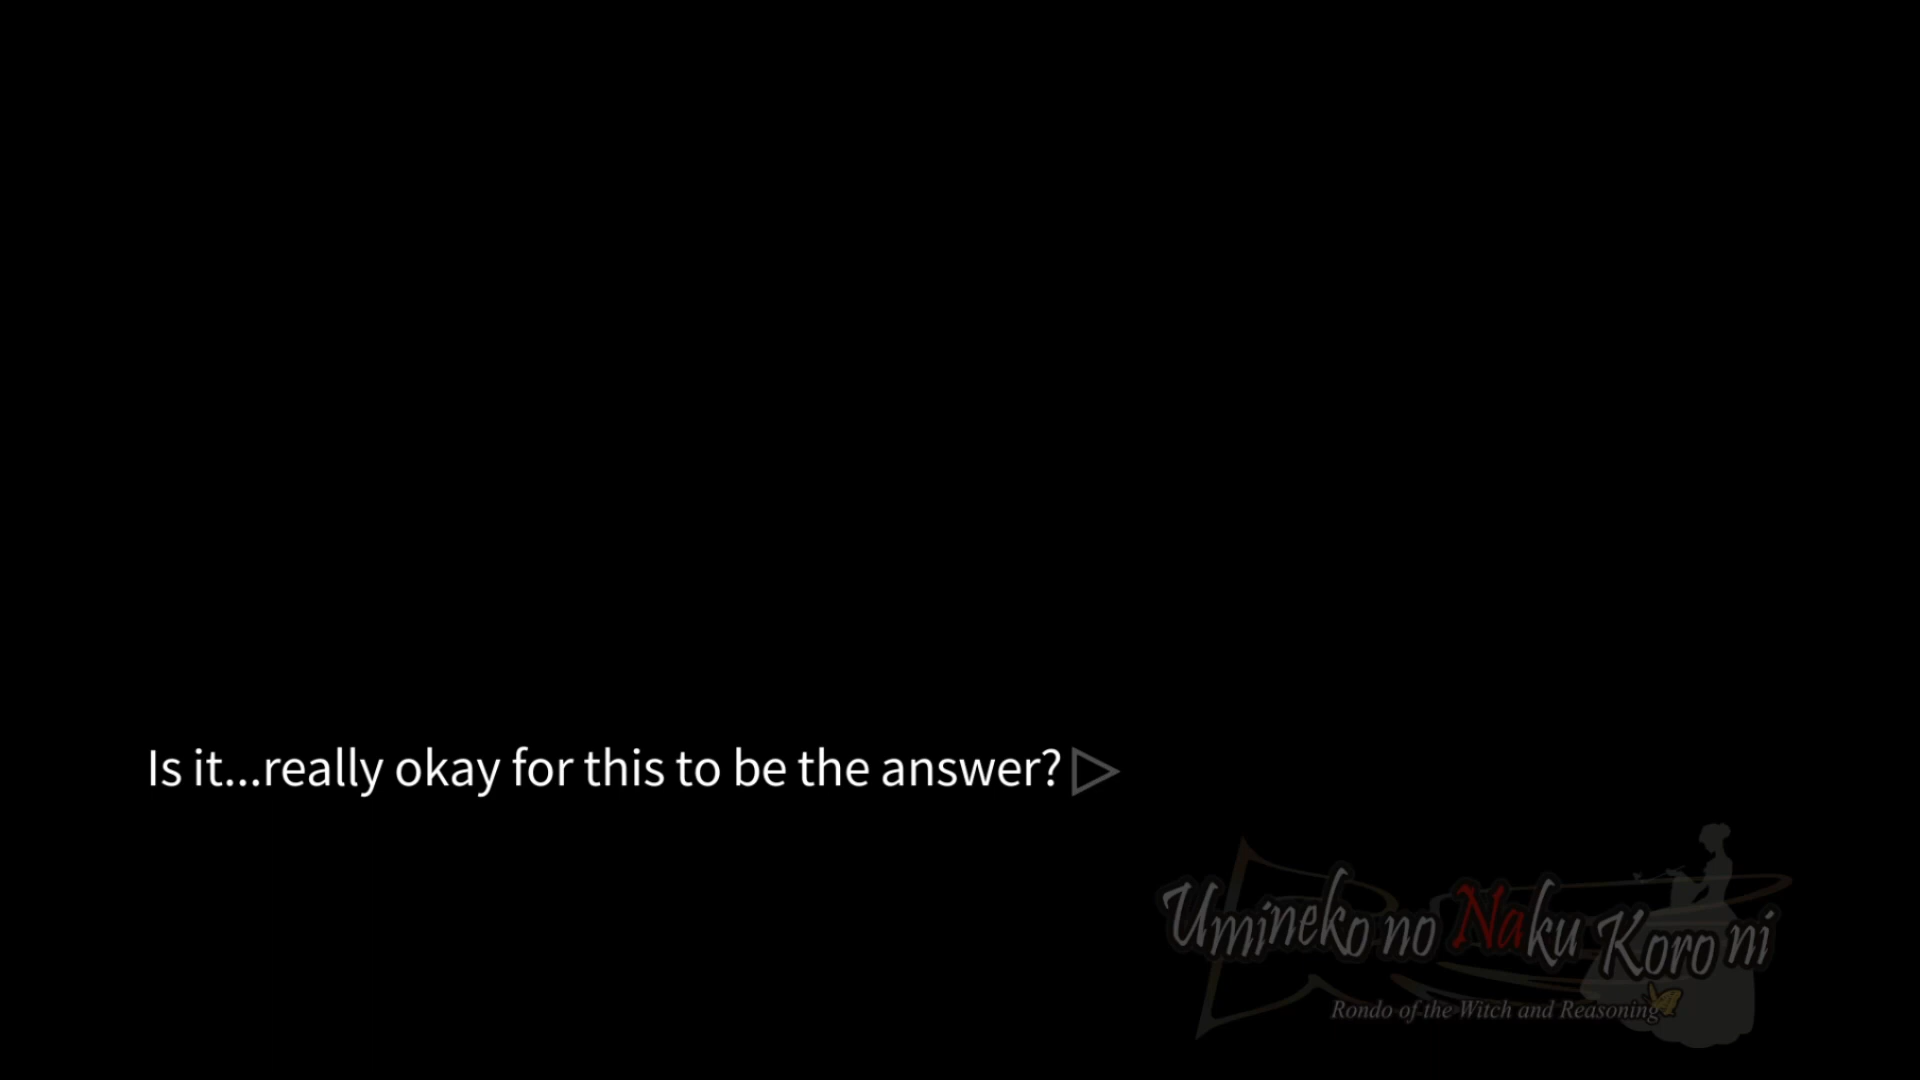 Is it...really okay for this to be the answer?
Umineko no Naku Koro ni
Rondo of the Witch and Reasoning